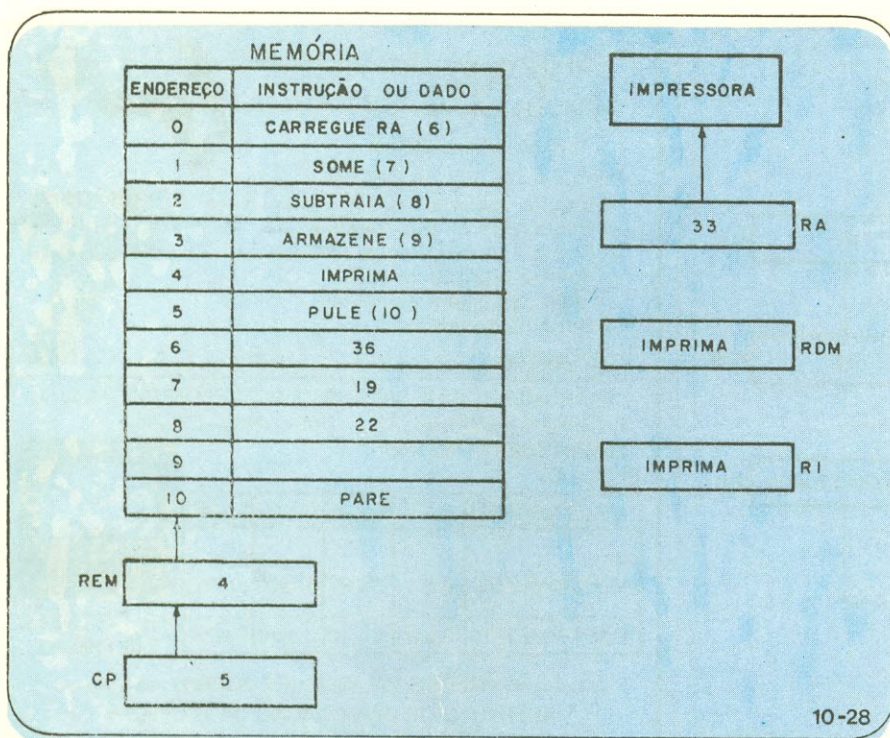 MEMÓRIA
ENDEREÇO INSTRUÇÃO OU DADO
0 CARREGUE RA (6)
1 SOME (7)
2 SUBTRAIA (8)
3 ARMAZENE (9)
4 IMPRIMA
5 PULE (10)
6 36
7 19
8 22
9
10 PARE
REM 4
CP 5
IMPRESSORA
33 RA
IMPRIMA RDM
IMPRIMA RI
10-28